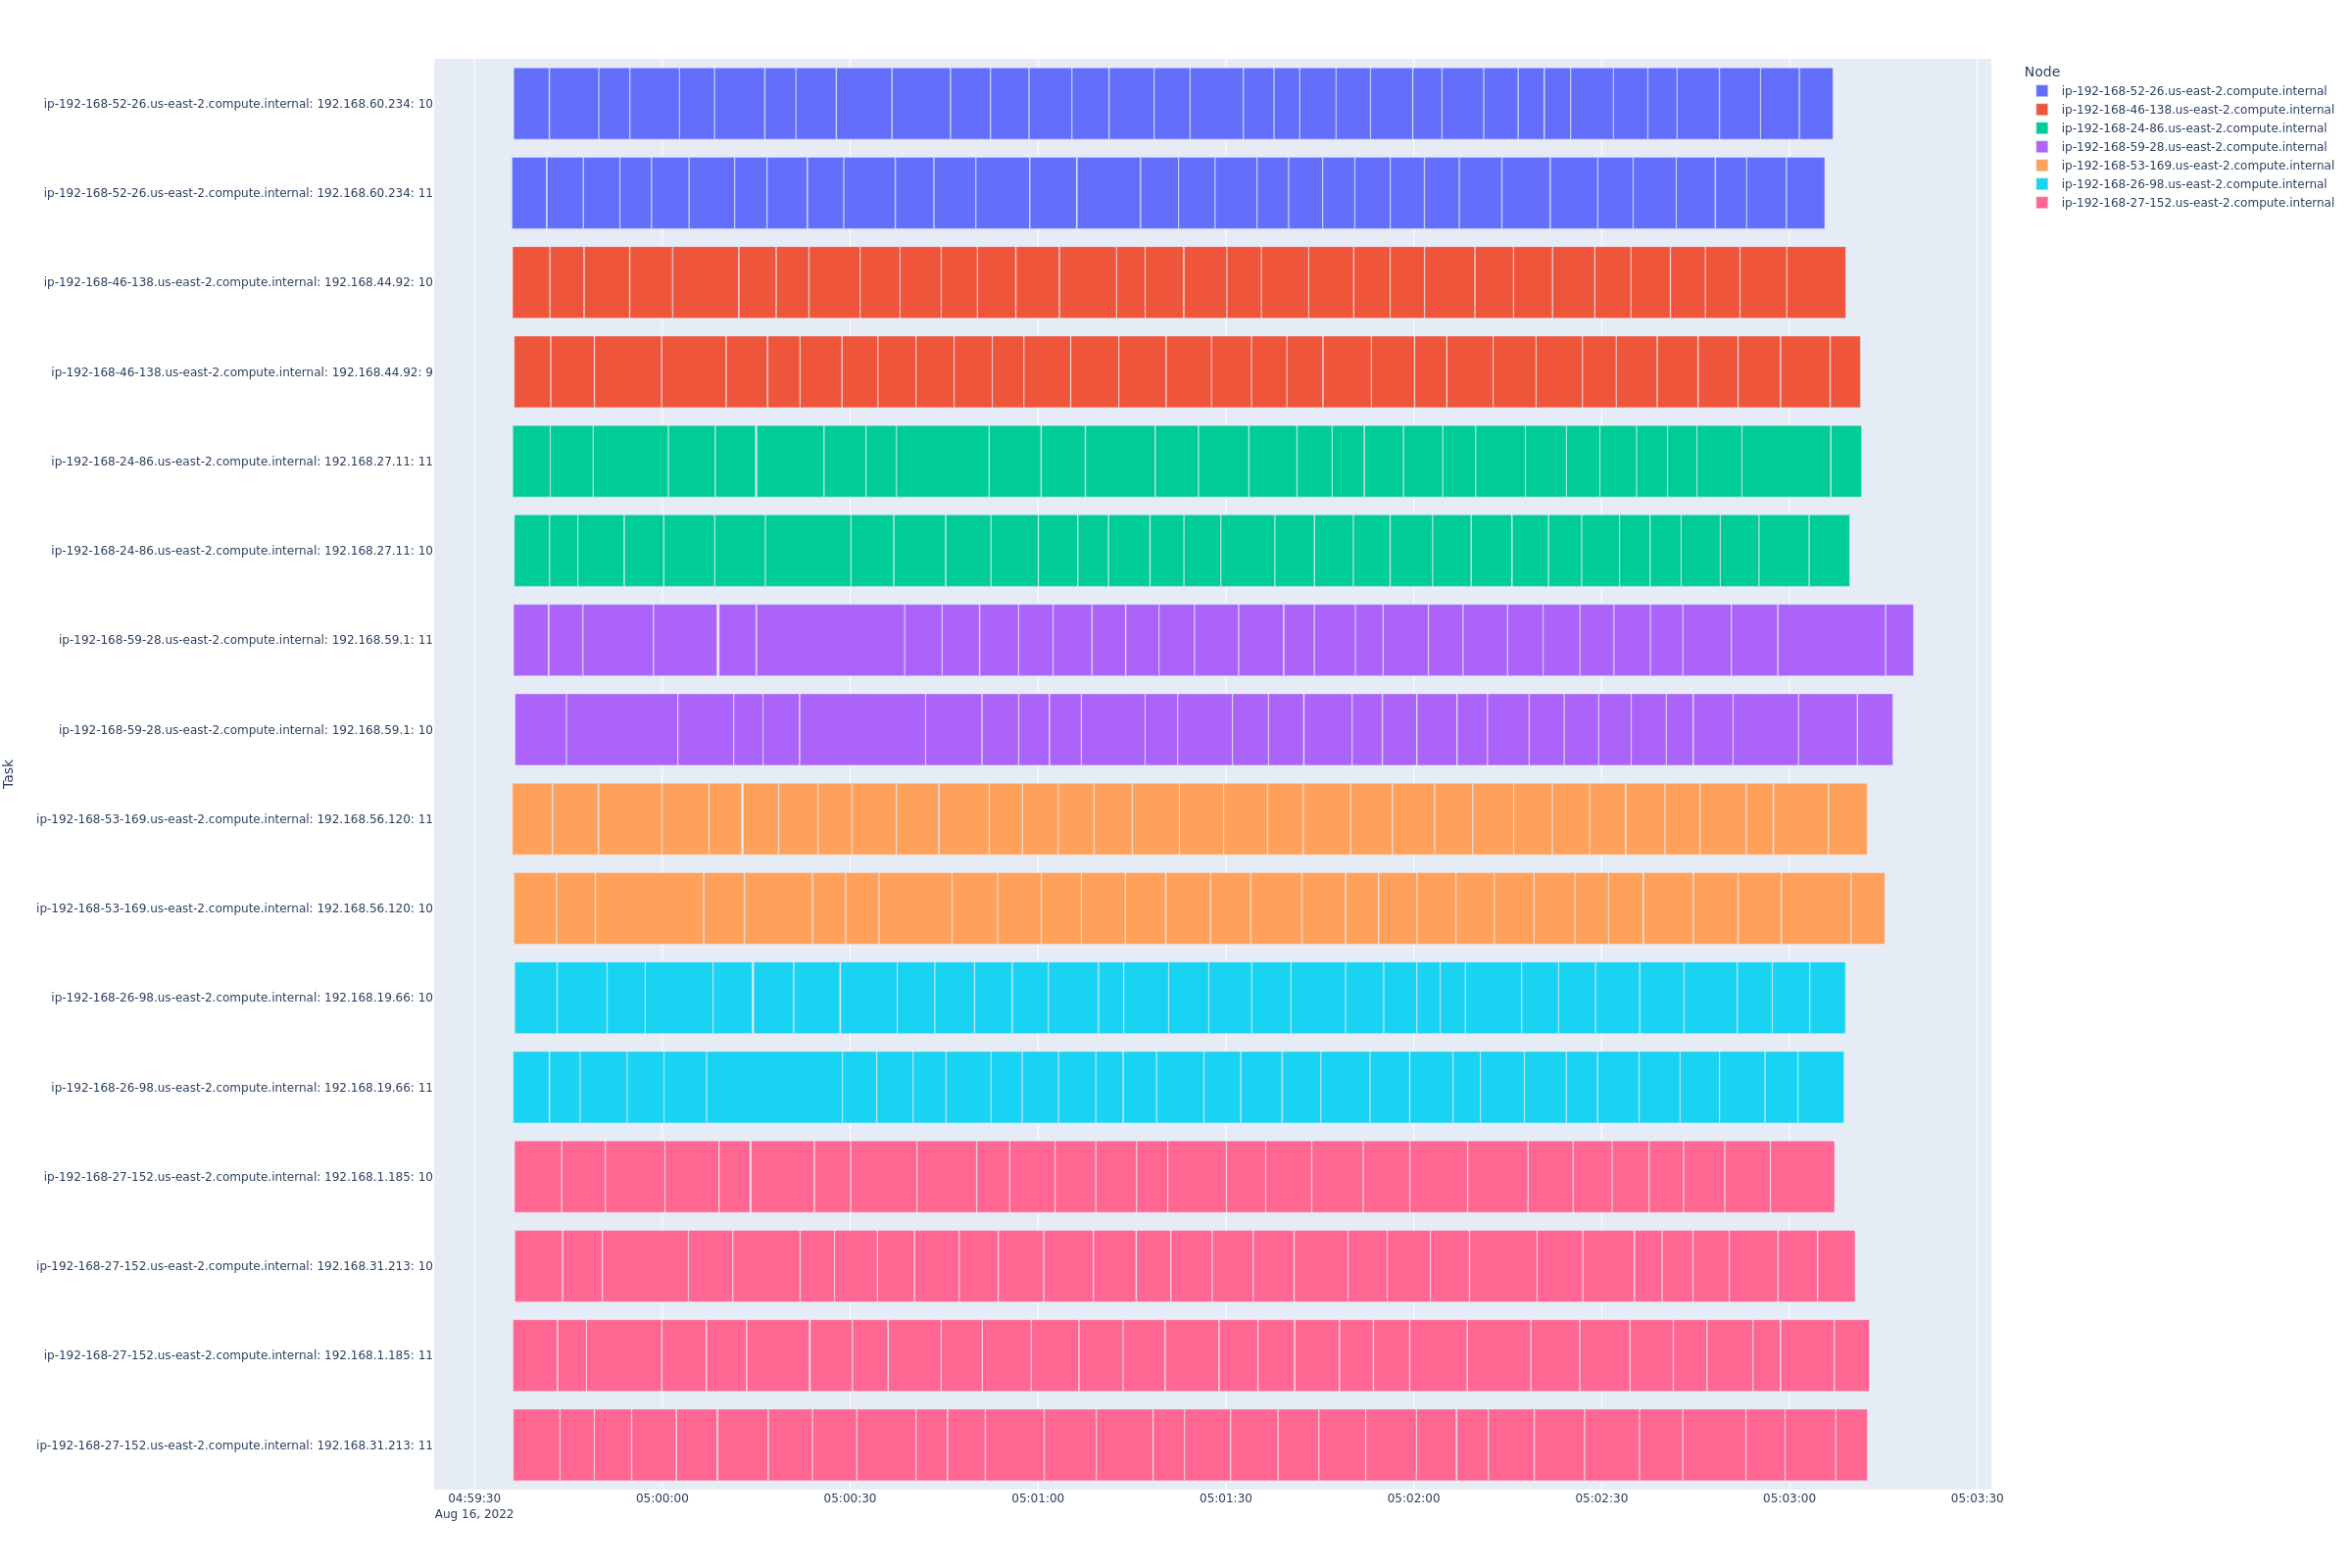 Task
ip-192-168-52-26.us-east-2.compute.internal: 192.168.60.234: 10
ip-192-168-52-26.us-east-2.compute.internal: 192.168.60.234: 11
ip-192-168-46-138.us-east-2.compute.internal: 192.168.44.92: 10
ip-192-168-46-138.us-east-2.compute.internal: 192.168.44.92: 9
ip-192-168-24-86.us-east-2.compute.internal: 192.168.27.11: 11
ip-192-168-24-86.us-east-2.compute.internal: 192.168.27.11: 10
ip-192-168-59-28.us-east-2.compute.internal: 192.168.59.1: 11
ip-192-168-59-28.us-east-2.compute.internal: 192.168.59.1: 10
ip-192-168-53-169.us-east-2.compute.internal: 192.168.56.120: 11
ip-192-168-53-169.us-east-2.compute.internal: 192.168.56.120: 10
ip-192-168-26-98.us-east-2.compute.internal: 192.168.19.66: 10
ip-192-168-26-98.us-east-2.compute.internal: 192.168.19.66: 11
ip-192-168-27-152.us-east-2.compute.internal: 192.168.1.185: 10
ip-192-168-27-152.us-east-2.compute.internal: 192.168.31.213: 10
ip-192-168-27-152.us-east-2.compute.internal: 192.168.1.185: 11
ip-192-168-27-152.us-east-2.compute.internal: 192.168.31.213: 11
04:59:30 05:00:00 05:00:30 05:01:00 05:01:30 05:02:00 05:02:30 05:03:00 05:03:30
Aug 16, 2022
Node
ip-192-168-52-26.us-east-2.compute.internal
ip-192-168-46-138.us-east-2.compute.internal
ip-192-168-24-86.us-east-2.compute.internal
ip-192-168-59-28.us-east-2.compute.internal
ip-192-168-53-169.us-east-2.compute.internal
ip-192-168-26-98.us-east-2.compute.internal
ip-192-168-27-152.us-east-2.compute.internal